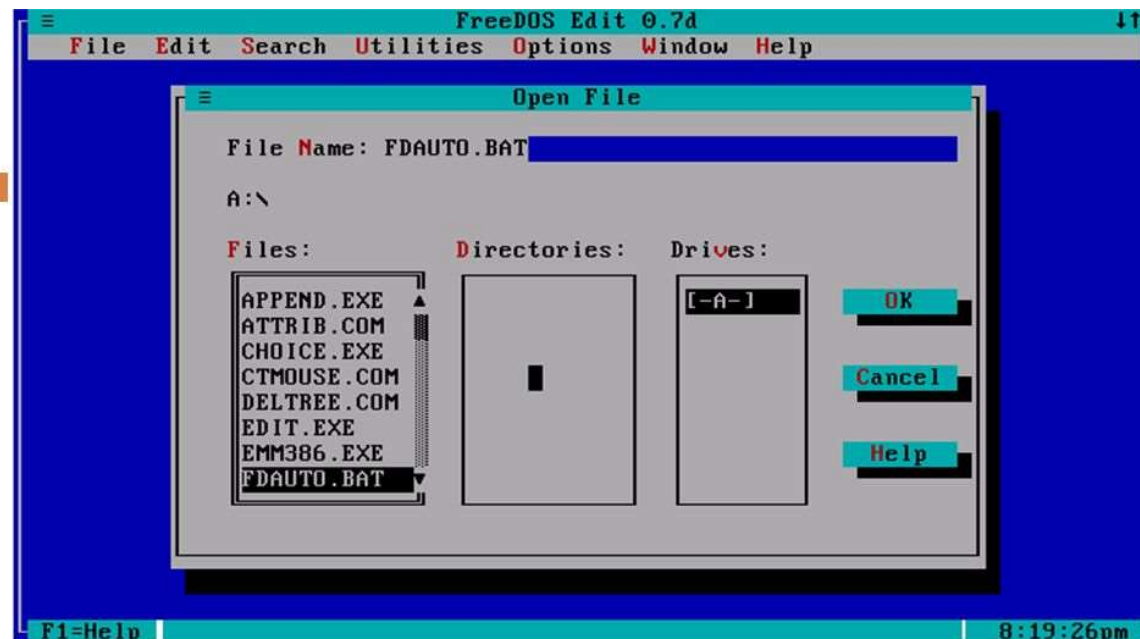 FreeDOS Edit 0.7d
File Edit Search Utilities Options Window Help
Open File
File Name: FDAUTO.BAT
A:\
Files: Directories: Drives:
APPEND.EXE
ATTRIB.COM
CHOICE.EXE
CTMOUSE.COM
DELTREE.COM
EDIT.EXE
EMM386.EXE
FDAUTO.BAT
[-A-]
OK
Cancel
Help
F1=Help 8:19:26pm